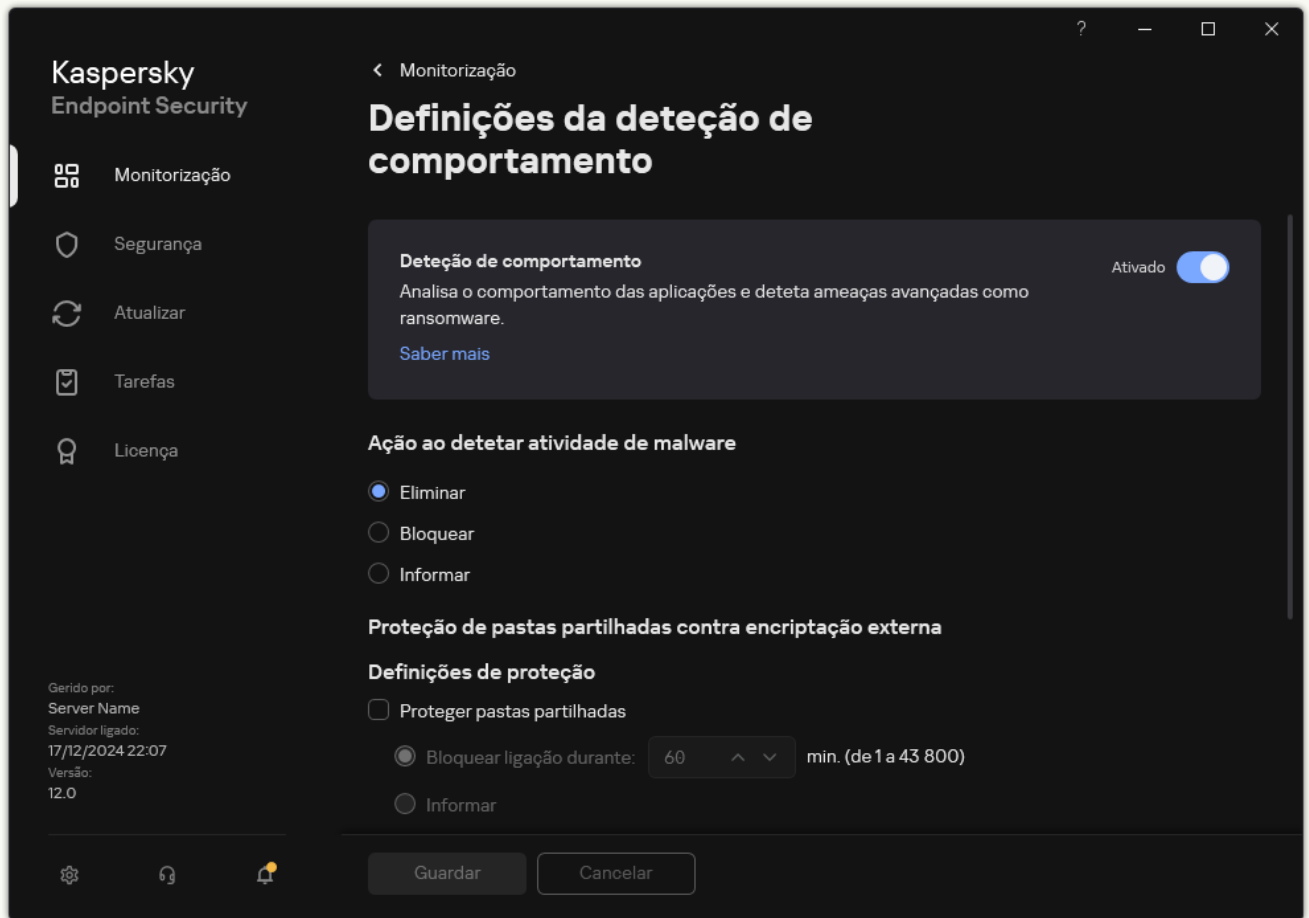 Kaspersky
Endpoint Security
Monitorização
Segurança
Atualizar
Tarefas
Licença
Gerido por:
Server Name
Servidor ligado:
17/12/2024 22:07
Versão:
12.0
?
Monitorização
Definições da deteção de
comportamento
Deteção de comportamento
Ativado
Analisa o comportamento das aplicações e deteta ameaças avançadas como
ransomware.
Saber mais
Ação ao detetar atividade de malware
Eliminar
Bloquear
Informar
Proteção de pastas partilhadas contra encriptação externa
Definições de proteção
Proteger pastas partilhadas
Bloquear ligação durante: 60 min. (de 1 a 43 800)
Informar
Guardar Cancelar